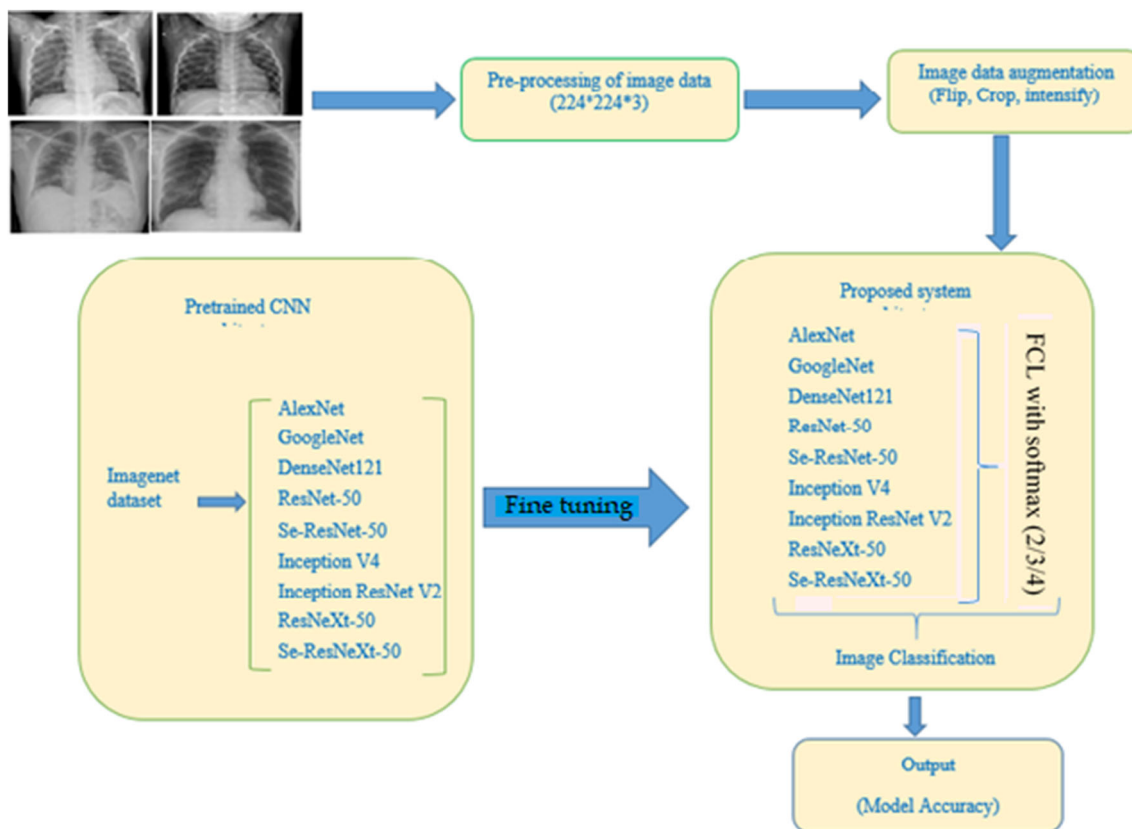 Pre-processing of image data
(224*224*3)
Image data augmentation
(Flip, Crop, intensify)
Pretrained CNN
Imagenet
dataset
AlexNet
GoogleNet
DenseNet121
ResNet-50
Se-ResNet-50
Inception V4
Inception ResNet V2
ResNeXt-50
Se-ResNeXt-50
Fine tuning
Proposed system
AlexNet
GoogleNet
DenseNet121
ResNet-50
Se-ResNet-50
Inception V4
Inception ResNet V2
ResNeXt-50
Se-ResNeXt-50
FCL with softmax (2/3/4)
Image Classification
Output
(Model Accuracy)